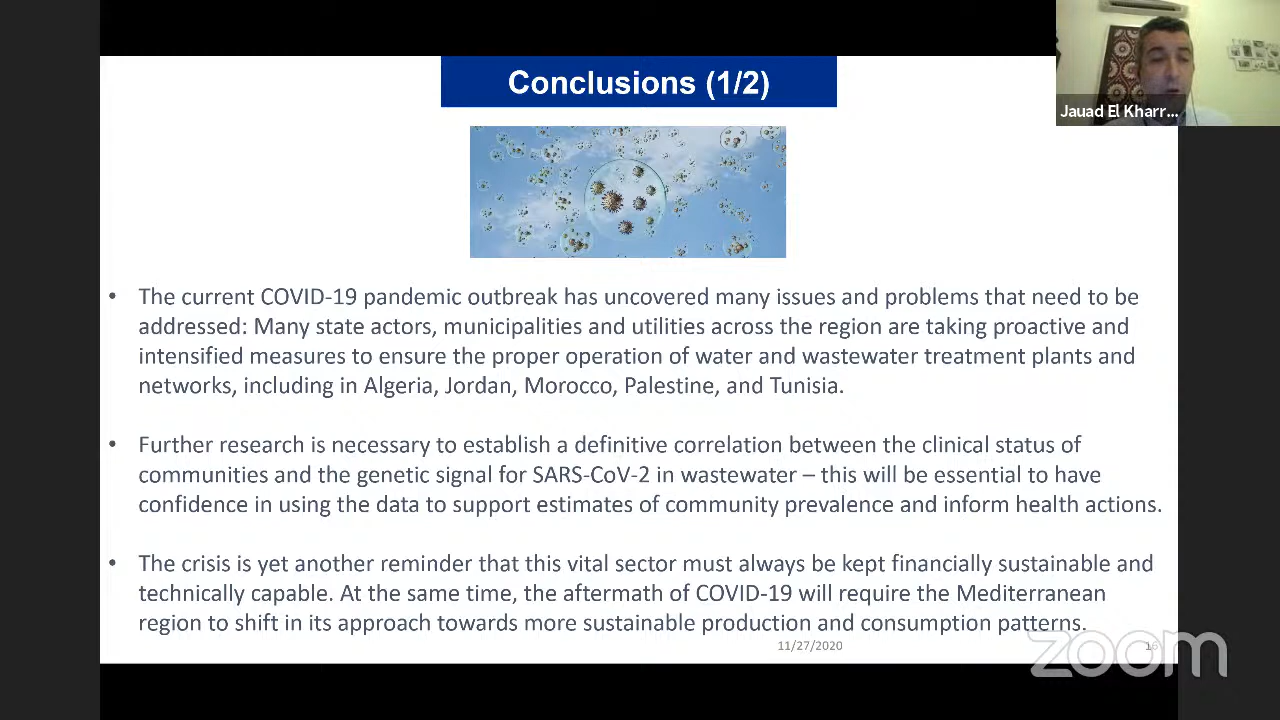 Conclusions (1/2)
Jauad El Kharr...
• The current COVID-19 pandemic outbreak has uncovered many issues and problems that need to be
addressed: Many state actors, municipalities and utilities across the region are taking proactive and
intensified measures to ensure the proper operation of water and wastewater treatment plants and
networks, including in Algeria, Jordan, Morocco, Palestine, and Tunisia.
• Further research is necessary to establish a definitive correlation between the clinical status of
communities and the genetic signal for SARS-CoV-2 in wastewater – this will be essential to have
confidence in using the data to support estimates of community prevalence and inform health actions.
• The crisis is yet another reminder that this vital sector must always be kept financially sustainable and
technically capable. At the same time, the aftermath of COVID-19 will require the Mediterranean
region to shift in its approach towards more sustainable production and consumption patterns.
11/27/2020
16
zoom